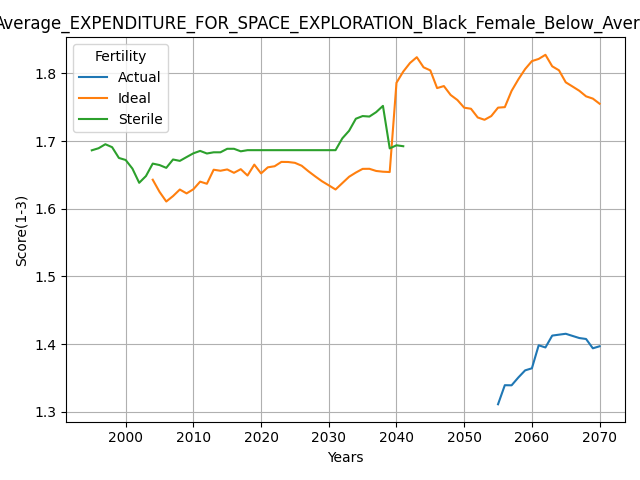 Average_EXPENDITURE_FOR_SPACE_EXPLORATION_Black_Female_Below_Aver
Fertility
Actual
Ideal
Sterile
Score(1-3)
1.8
1.7
1.6
1.5
1.4
1.3
2000 2010 2020 2030 2040 2050 2060 2070
Years